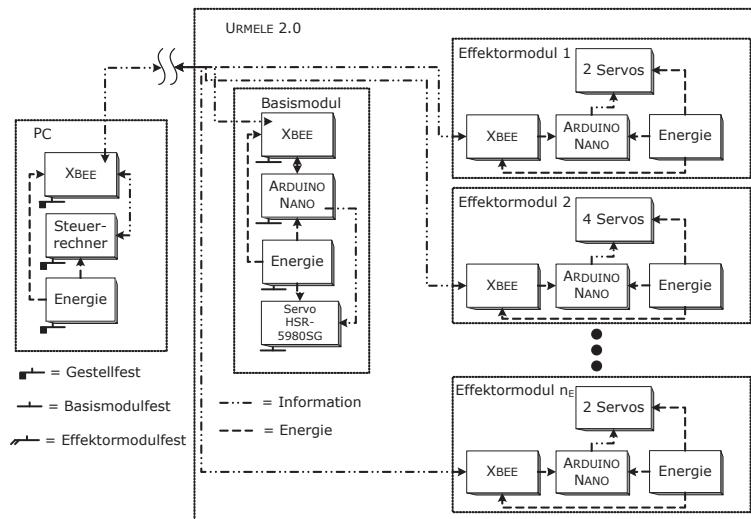 URMELE 2.0
PC
XBEE
Steuer-
rechner
Energie
Basismodul
XBEE
ARDUINO
NANO
Energie
Servo
HSR-
5980SG
Effektormodul 1
2 Servos
XBEE
ARDUINO
NANO
Energie
Effektormodul 2
4 Servos
XBEE
ARDUINO
NANO
Energie
Effektormodul nE
2 Servos
XBEE
ARDUINO
NANO
Energie
= Gestellfest
= Basismodulfest
= Effektormodulfest
= Information
= Energie